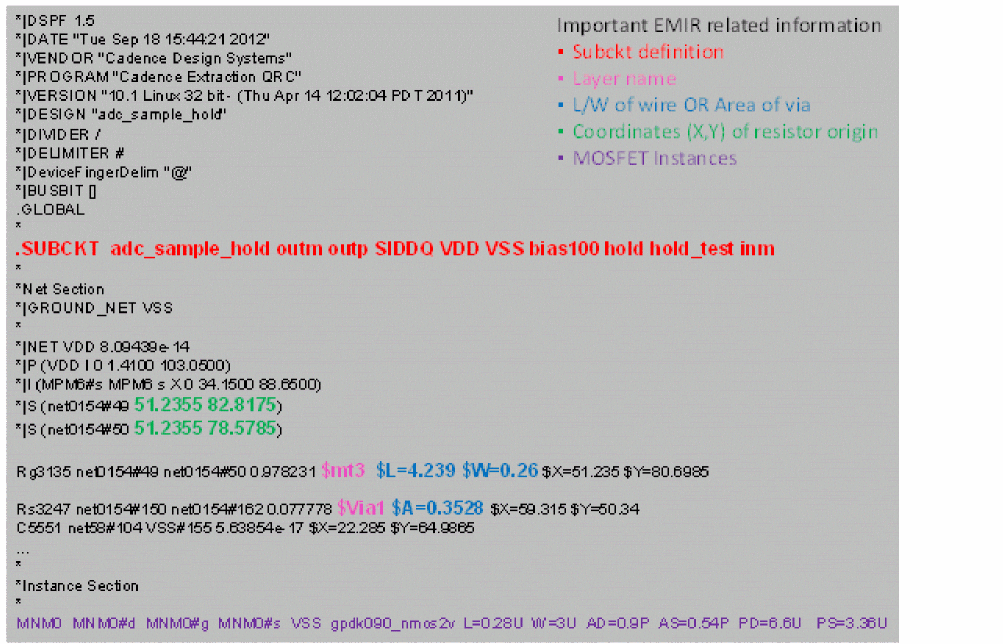 *|DSPF 1.5
*|DATE "Tue Sep 18 15:44:21 2012"
*|VENDOR "Cadence Design Systems"
*|PROGRAM "Cadence Extraction QRC"
*|VERSION "10.1 Linux 32 bit- (Thu Apr 14 12:02:04 PDT 2011)"
*|DESIGN "adc_sample_hold"
*|DIVIDER /
*|DELIMITER #
*|DeviceFingerDelim "@"
*|BUSBIT []
.GLOBAL
*
Important EMIR related information
▪ Subckt definition
▪ Layer name
▪ L/W of wire OR Area of via
▪ Coordinates (X,Y) of resistor origin
▪ MOSFET Instances
.SUBCKT adc_sample_hold outm outp SIDDQ VDD VSS bias100 hold hold_test inm
*
*Net Section
*|GROUND_NET VSS
*
*|NET VDD 8.09439e-14
*|P (VDD I 0 1.4100 103.0500)
*|I (MPM6#s MPM6 s X 0 34.1500 88.6500)
*|S (net0154#49 51.2355 82.8175)
*|S (net0154#50 51.2355 78.5785)
Rg3135 net0154#49 net0154#50 0.978231 $mt3 $L=4.239 $W=0.26 $X=51.235 $Y=80.6985
Rs3247 net0154#150 net0154#162 0.077778 $Via1 $A=0.3528 $X=59.315 $Y=50.34
C5551 net58#104 VSS#155 5.63854e-17 $X=22.285 $Y=64.9865
...
*
*Instance Section
*
MNM0 MNM0#d MNM0#g MNM0#s VSS gpdk090_nmos2v L=0.28U W=3U AD=0.9P AS=0.54P PD=6.6U PS=3.36U